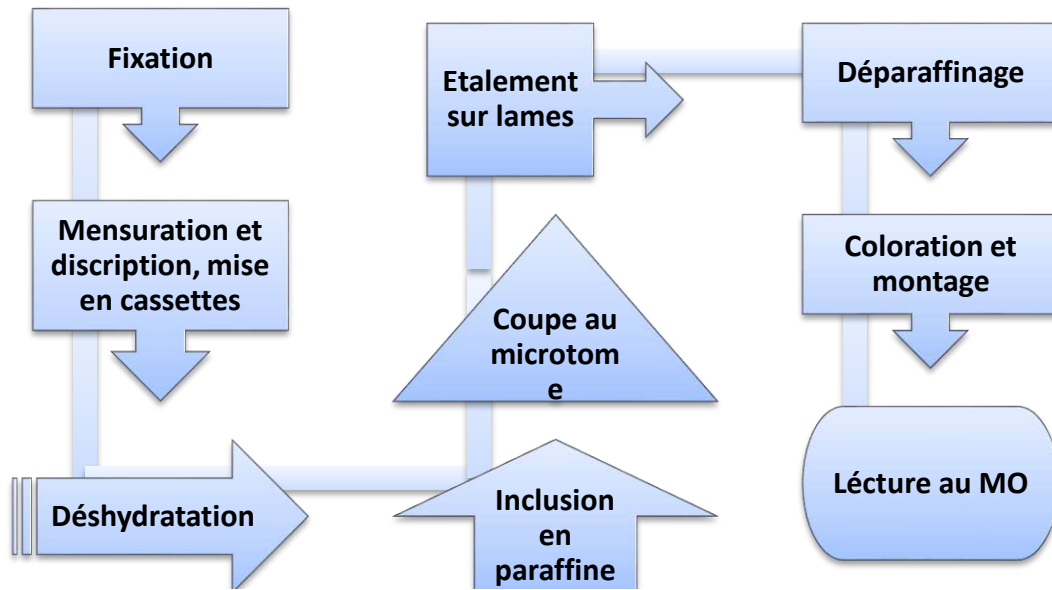 Fixation
Mensuration et
discription, mise
en cassettes
Déshydratation
Inclusion
en
paraffine
Coupe au
microtom
e
Etalement
sur lames
Déparaffinage
Coloration et
montage
Lécture au MO